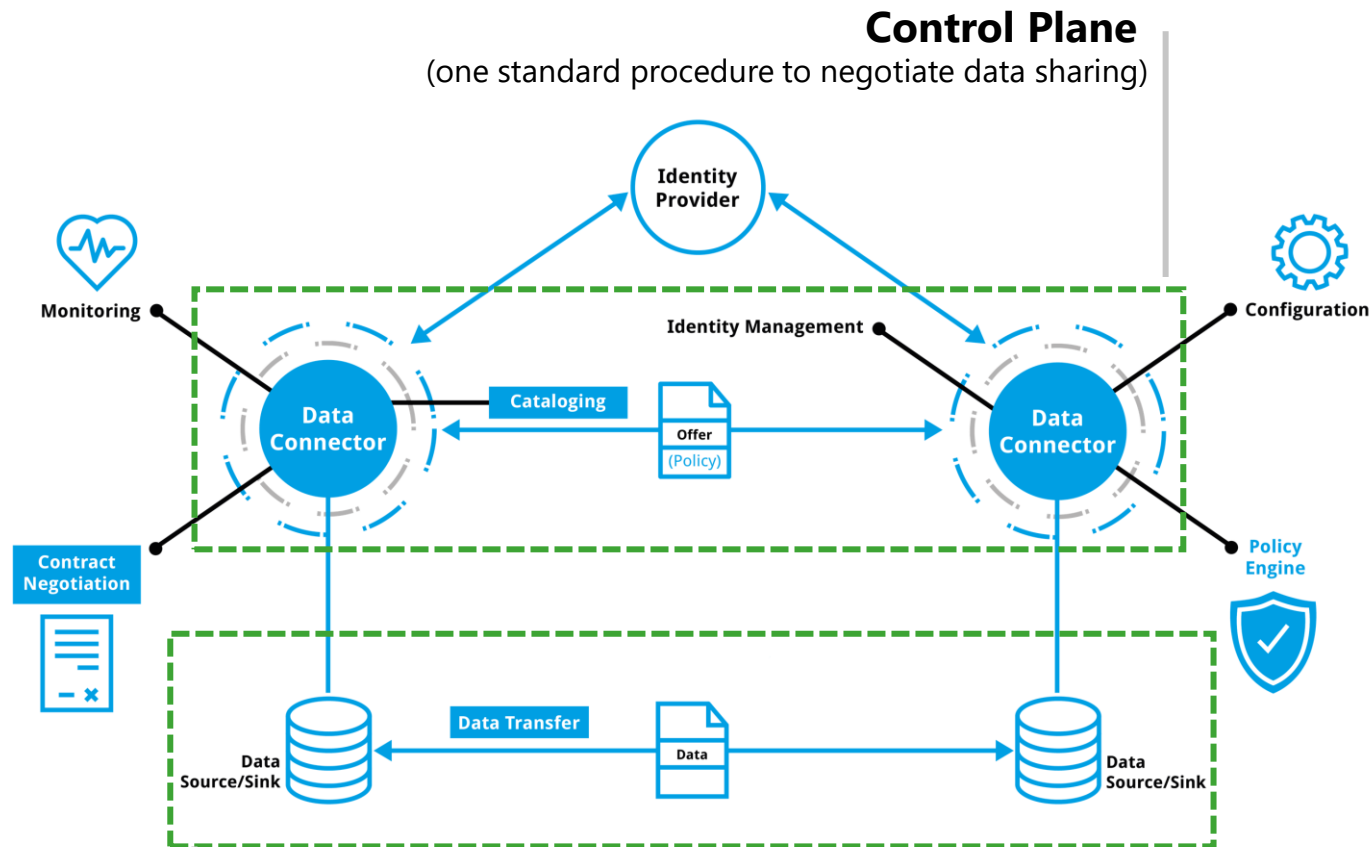 Control Plane
(one standard procedure to negotiate data sharing)
Identity
Provider
Monitoring
Configuration
Identity Management
Data
Connector
Cataloging
Offer
(Policy)
Data
Connector
Contract
Negotiation
Policy
Engine
Data Transfer
Data
Source/Sink
Data
Data
Source/Sink